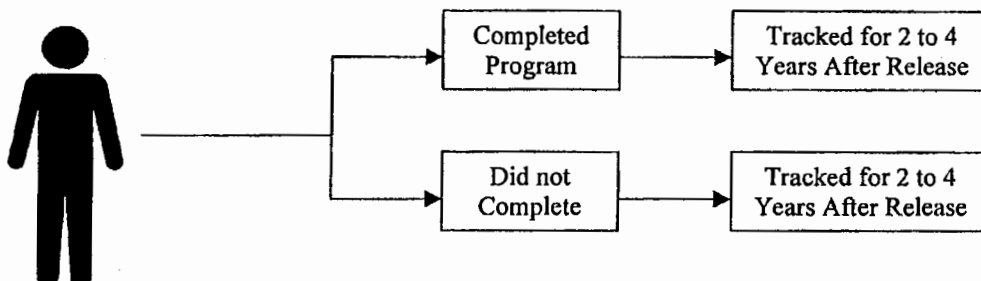 Completed
Program
Tracked for 2 to 4
Years After Release
Did not
Complete
Tracked for 2 to 4
Years After Release